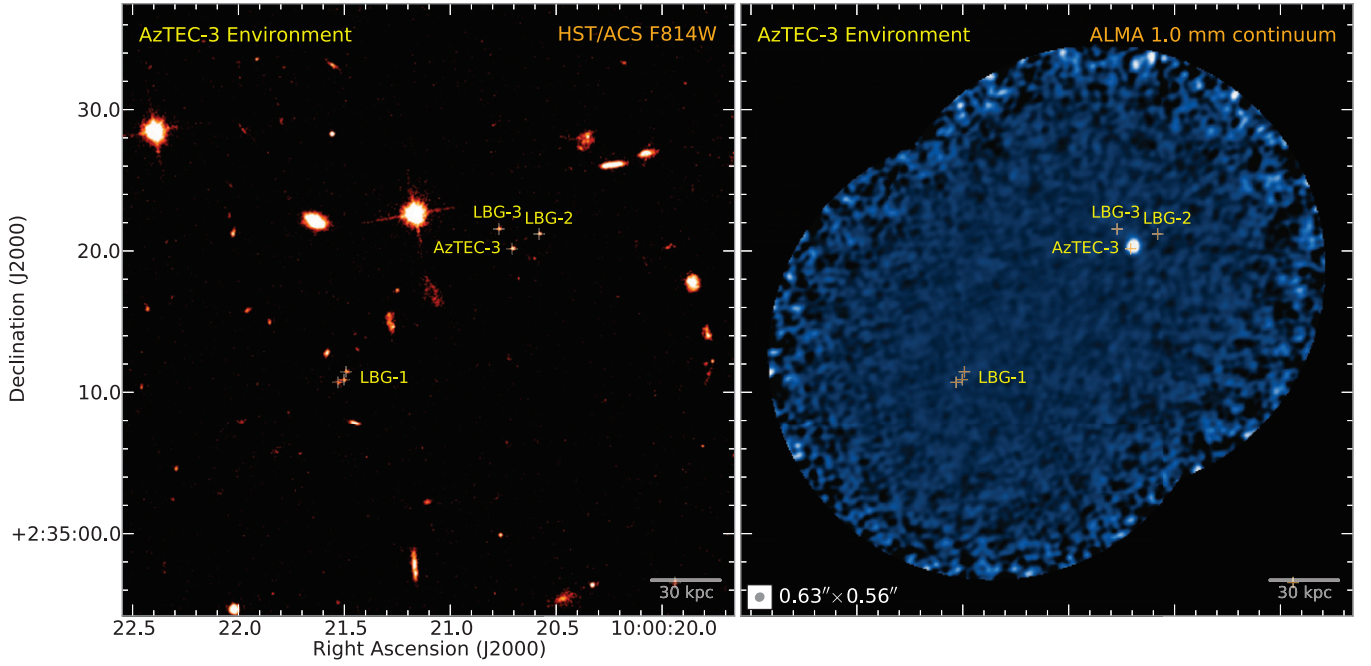 AzTEC-3 Environment
HST/ACS F814W
AzTEC-3 Environment
ALMA 1.0 mm continuum
30.0
20.0
10.0
+2:35:00.0
Declination (J2000)
LBG-3
LBG-2
AzTEC-3
LBG-1
30 kpc
LBG-3
LBG-2
AzTEC-3
LBG-1
0.63″×0.56″
30 kpc
22.5
22.0
21.5
21.0
20.5
10:00:20.0
Right Ascension (J2000)